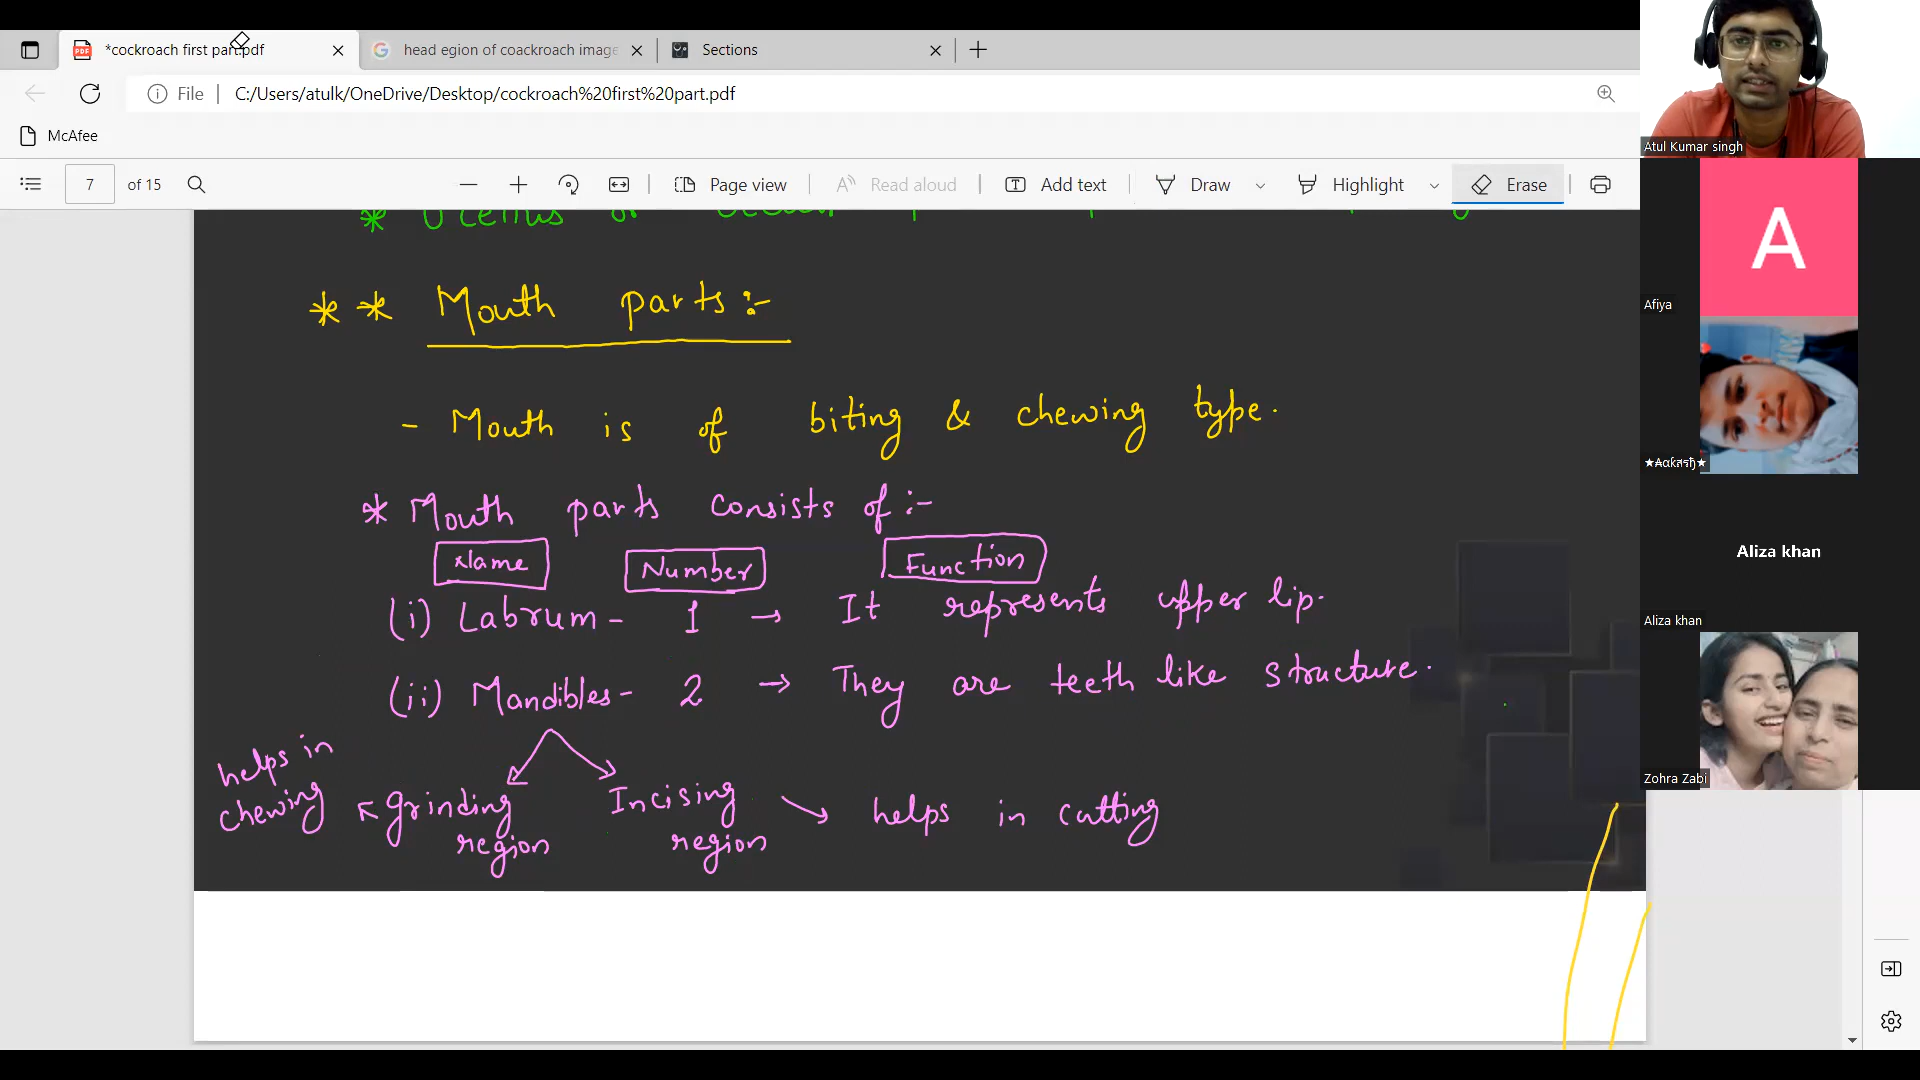 *cockroach first part.pdf
head egion of coackroach image
Sections
File
C:/Users/atulk/OneDrive/Desktop/cockroach%20first%20part.pdf
McAfee
7 of 15
Page view
Read aloud
Add text
Draw
Highlight
Erase
** Mouth parts :-
- Mouth is of biting & chewing type.
* Mouth parts consists of :-
Name Number Function
(i) Labrum - 1 → It represents upper lip.
(ii) Mandibles - 2 → They are teeth like structure.
helps in
chewing
grinding
region
Incising
region
helps in cutting
Atul Kumar singh
A
Afiya
Aliza khan
Aliza khan
Zohra Zabi